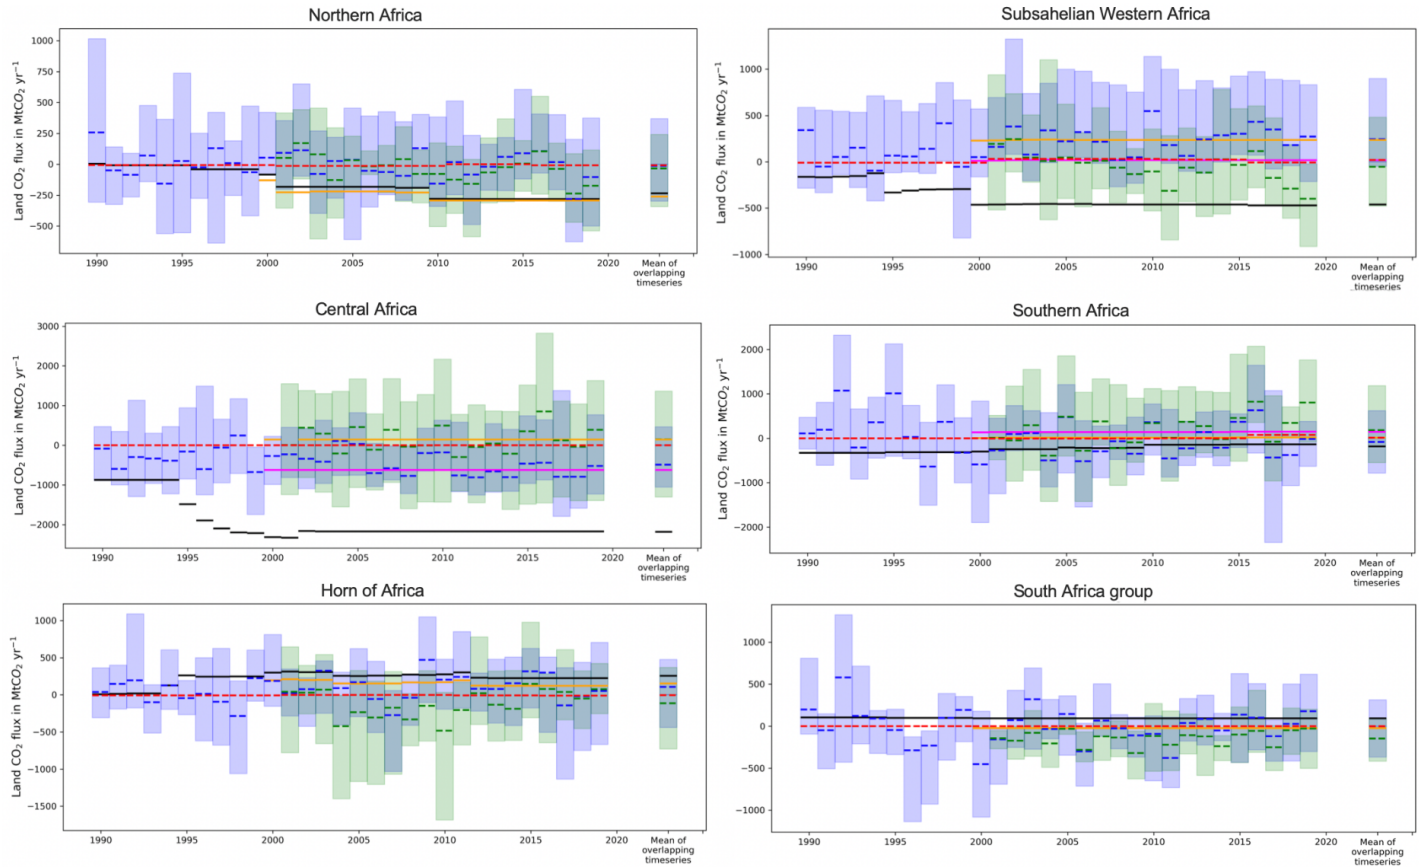 Northern Africa
Land CO₂ flux in MtCO₂ yr⁻¹
1000
750
500
250
0
−250
−500
1990
1995
2000
2005
2010
2015
2020
Mean of
overlapping
timeseries
Subsahelian Western Africa
Land CO₂ flux in MtCO₂ yr⁻¹
1000
500
0
−500
−1000
1990
1995
2000
2005
2010
2015
2020
Mean of
overlapping
timeseries
Central Africa
Land CO₂ flux in MtCO₂ yr⁻¹
3000
2000
1000
0
−1000
−2000
1990
1995
2000
2005
2010
2015
2020
Mean of
overlapping
timeseries
Southern Africa
Land CO₂ flux in MtCO₂ yr⁻¹
2000
1000
0
−1000
−2000
1990
1995
2000
2005
2010
2015
2020
Mean of
overlapping
timeseries
Horn of Africa
Land CO₂ flux in MtCO₂ yr⁻¹
1000
500
0
−500
−1000
−1500
1990
1995
2000
2005
2010
2015
2020
Mean of
overlapping
timeseries
South Africa group
Land CO₂ flux in MtCO₂ yr⁻¹
1000
500
0
−500
−1000
1990
1995
2000
2005
2010
2015
2020
Mean of
overlapping
timeseries